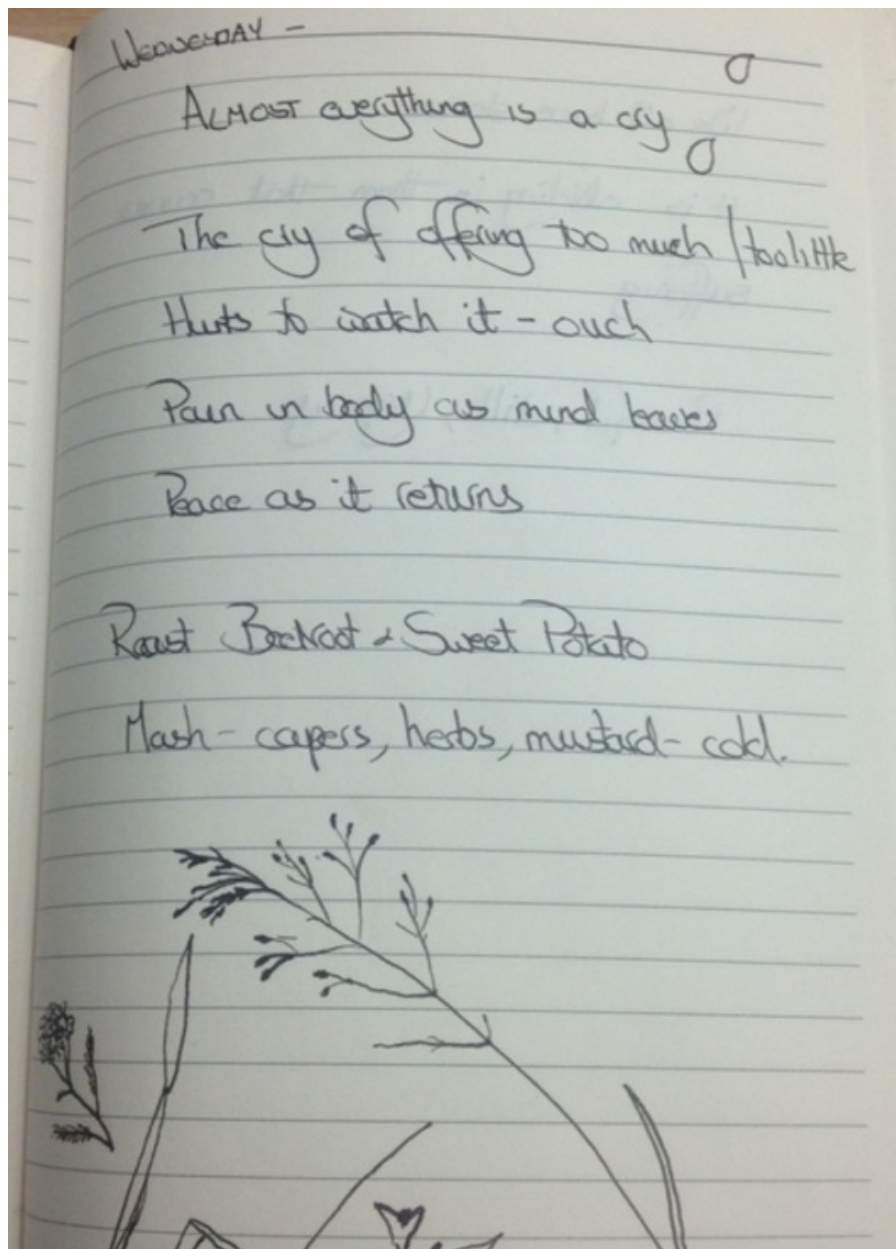 WEDNESDAY -
ALMOST everything is a cry
The cry of offering too much / too little
Hurts to watch it - ouch
Pain in body as mind leaves
Peace as it returns
Roast Beetroot & Sweet Potato
Mash - capers, herbs, mustard - cold.